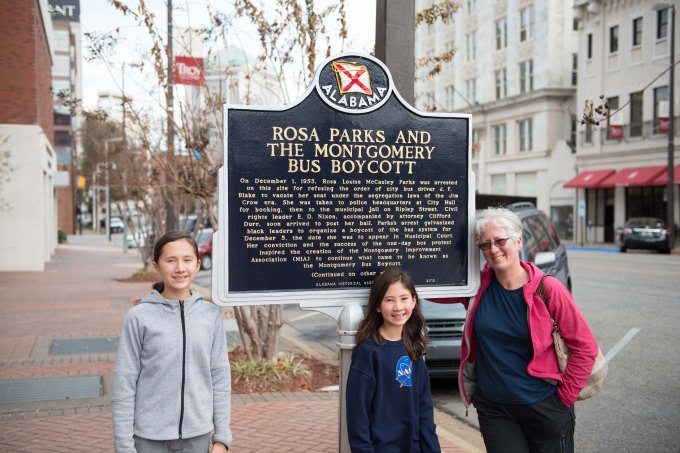 ANT
Troy
ALABAMA
ROSA PARKS AND
THE MONTGOMERY
BUS BOYCOTT
On December 1, 1955, Rosa Louise McCauley Parks was arrested
on this site for refusing the order of city bus driver J. F.
Blake to vacate her seat under the segregation laws of the Jim
Crow era. She was taken to police headquarters at City Hall
for booking, then to the municipal jail on Ripley Street. Civil
rights leader E. D. Nixon, accompanied by attorney Clifford
Durr, soon arrived to post her bail. Parks's arrest galvanized
black leaders to organize a boycott of the bus system for
December 5, the date she was to appear in Municipal Court.
Her conviction and the success of the one-day bus protest
inspired the creation of the Montgomery Improvement
Association (MIA) to continue what came to be known as
the Montgomery Bus Boycott.
(Continued on other
ALABAMA HISTORICAL
NASA